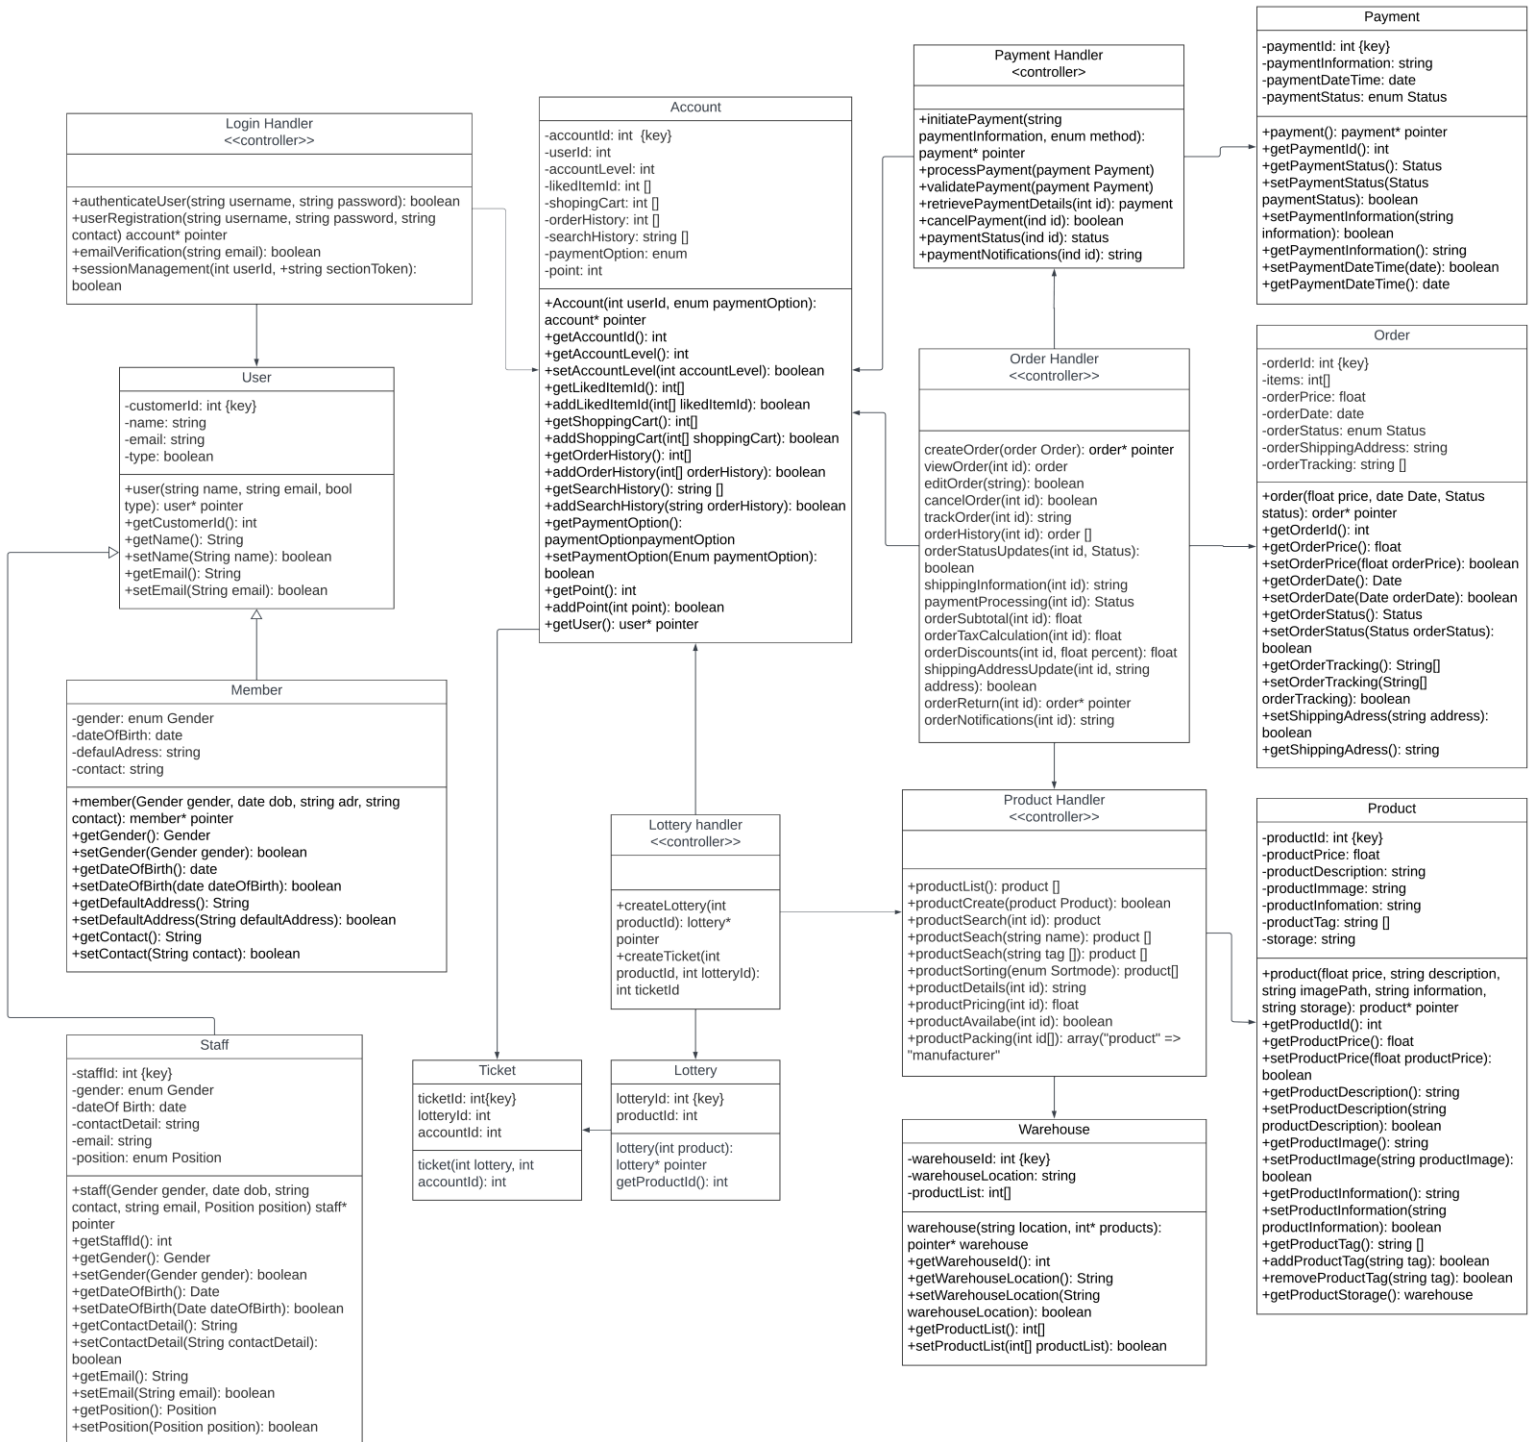 Login Handler
<<controller>>
+authenticateUser(string username, string password): boolean
+userRegistration(string username, string password, string
contact) account* pointer
+emailVerification(string email): boolean
+sessionManagement(int userId, +string sectionToken):
boolean
User
-customerId: int {key}
-name: string
-email: string
-type: boolean
+user(string name, string email, bool
type): user* pointer
+getCustomerId(): int
+getName(): String
+setName(String name): boolean
+getEmail(): String
+setEmail(String email): boolean
Member
-gender: enum Gender
-dateOfBirth: date
-defaulAdress: string
-contact: string
+member(Gender gender, date dob, string adr, string
contact): member* pointer
+getGender(): Gender
+setGender(Gender gender): boolean
+getDateOfBirth(): date
+setDateOfBirth(date dateOfBirth): boolean
+getDefaultAddress(): String
+setDefaultAddress(String defaultAddress): boolean
+getContact(): String
+setContact(String contact): boolean
Staff
-staffId: int {key}
-gender: enum Gender
-dateOf Birth: date
-contactDetail: string
-email: string
-position: enum Position
+staff(Gender gender, date dob, string
contact, string email, Position position) staff*
pointer
+getStaffId(): int
+getGender(): Gender
+setGender(Gender gender): boolean
+getDateOfBirth(): Date
+setDateOfBirth(Date dateOfBirth): boolean
+getContactDetail(): String
+setContactDetail(String contactDetail):
boolean
+getEmail(): String
+setEmail(String email): boolean
+getPosition(): Position
+setPosition(Position position): boolean
Account
-accountId: int  {key}
-userId: int
-accountLevel: int
-likedItemId: int []
-shopingCart: int []
-orderHistory: int []
-searchHistory: string []
-paymentOption: enum
-point: int
+Account(int userId, enum paymentOption):
account* pointer
+getAccountId(): int
+getAccountLevel(): int
+setAccountLevel(int accountLevel): boolean
+getLikedItemId(): int[]
+addLikedItemId(int[] likedItemId): boolean
+getShoppingCart(): int[]
+addShoppingCart(int[] shoppingCart): boolean
+getOrderHistory(): int[]
+addOrderHistory(int[] orderHistory): boolean
+getSearchHistory(): string []
+addSearchHistory(string orderHistory): boolean
+getPaymentOption():
paymentOptionpaymentOption
+setPaymentOption(Enum paymentOption):
boolean
+getPoint(): int
+addPoint(int point): boolean
+getUser(): user* pointer
Lottery handler
<<controller>>
+createLottery(int
productId): lottery*
pointer
+createTicket(int
productId, int lotteryId):
int ticketId
Ticket
ticketId: int{key}
lotteryId: int
accountId: int
ticket(int lottery, int
accountId): int
Lottery
lotteryId: int {key}
productId: int
lottery(int product):
lottery* pointer
getProductId(): int
Payment Handler
<controller>
+initiatePayment(string
paymentInformation, enum method):
payment* pointer
+processPayment(payment Payment)
+validatePayment(payment Payment)
+retrievePaymentDetails(int id): payment
+cancelPayment(ind id): boolean
+paymentStatus(ind id): status
+paymentNotifications(ind id): string
Order Handler
<<controller>>
createOrder(order Order): order* pointer
viewOrder(int id): order
editOrder(string): boolean
cancelOrder(int id): boolean
trackOrder(int id): string
orderHistory(int id): order []
orderStatusUpdates(int id, Status):
boolean
shippingInformation(int id): string
paymentProcessing(int id): Status
orderSubtotal(int id): float
orderTaxCalculation(int id): float
orderDiscounts(int id, float percent): float
shippingAddressUpdate(int id, string
address): boolean
orderReturn(int id): order* pointer
orderNotifications(int id): string
Product Handler
<<controller>>
+productList(): product []
+productCreate(product Product): boolean
+productSearch(int id): product
+productSeach(string name): product []
+productSeach(string tag []): product []
+productSorting(enum Sortmode): product[]
+productDetails(int id): string
+productPricing(int id): float
+productAvailabe(int id): boolean
+productPacking(int id[]): array("product" =>
"manufacturer"
Warehouse
-warehouseId: int {key}
-warehouseLocation: string
-productList: int[]
warehouse(string location, int* products):
pointer* warehouse
+getWarehouseId(): int
+getWarehouseLocation(): String
+setWarehouseLocation(String
warehouseLocation): boolean
+getProductList(): int[]
+setProductList(int[] productList): boolean
Payment
-paymentId: int {key}
-paymentInformation: string
-paymentDateTime: date
-paymentStatus: enum Status
+payment(): payment* pointer
+getPaymentId(): int
+getPaymentStatus(): Status
+setPaymentStatus(Status
paymentStatus): boolean
+setPaymentInformation(string
information): boolean
+getPaymentInformation(): string
+setPaymentDateTime(date): boolean
+getPaymentDateTime(): date
Order
-orderId: int {key}
-items: int[]
-orderPrice: float
-orderDate: date
-orderStatus: enum Status
-orderShippingAddress: string
-orderTracking: string []
+order(float price, date Date, Status
status): order* pointer
+getOrderId(): int
+getOrderPrice(): float
+setOrderPrice(float orderPrice): boolean
+getOrderDate(): Date
+setOrderDate(Date orderDate): boolean
+getOrderStatus(): Status
+setOrderStatus(Status orderStatus):
boolean
+getOrderTracking(): String[]
+setOrderTracking(String[]
orderTracking): boolean
+setShippingAdress(string address):
boolean
+getShippingAdress(): string
Product
-productId: int {key}
-productPrice: float
-productDescription: string
-productImmage: string
-productInfomation: string
-productTag: string []
-storage: string
+product(float price, string description,
string imagePath, string information,
string storage): product* pointer
+getProductId(): int
+getProductPrice(): float
+setProductPrice(float productPrice):
boolean
+getProductDescription(): string
+setProductDescription(string
productDescription): boolean
+getProductImage(): string
+setProductImage(string productImage):
boolean
+getProductInformation(): string
+setProductInformation(string
productInformation): boolean
+getProductTag(): string []
+addProductTag(string tag): boolean
+removeProductTag(string tag): boolean
+getProductStorage(): warehouse